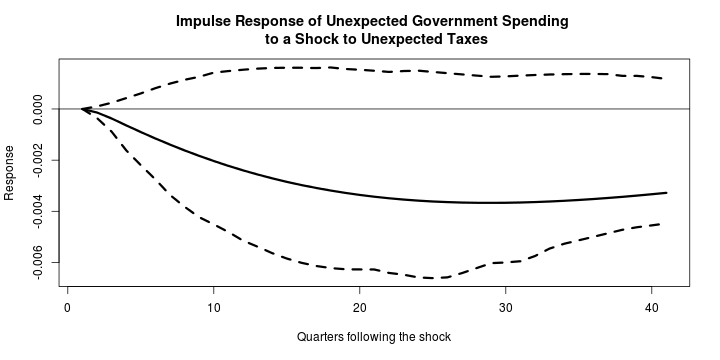 Impulse Response of Unexpected Government Spending
to a Shock to Unexpected Taxes
Response
0.000
-0.002
-0.004
-0.006
0 10 20 30 40
Quarters following the shock